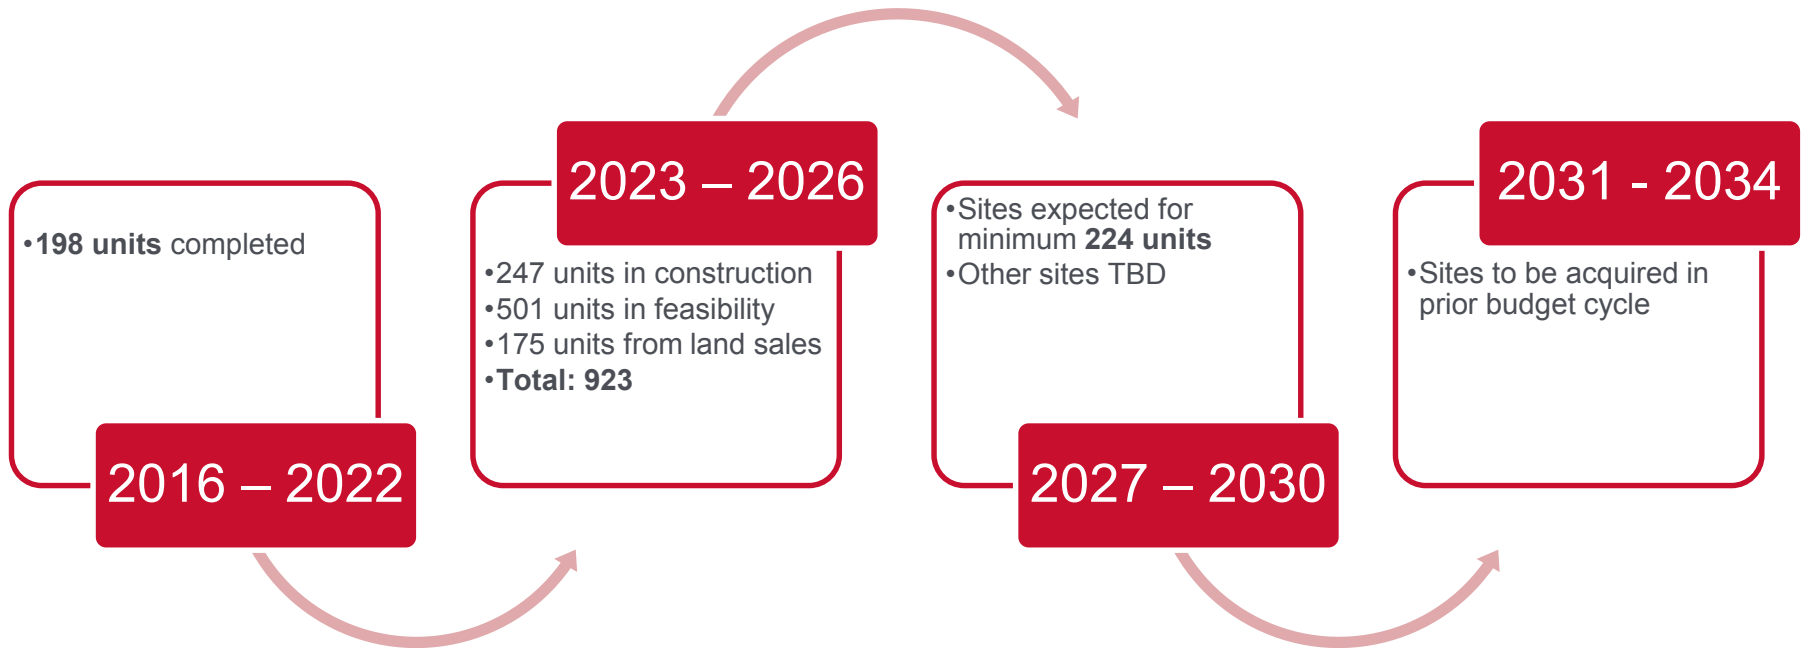 •198 units completed
2016 – 2022
2023 – 2026
•247 units in construction
•501 units in feasibility
•175 units from land sales
•Total: 923
•Sites expected for
minimum 224 units
•Other sites TBD
2027 – 2030
2031 - 2034
•Sites to be acquired in
prior budget cycle